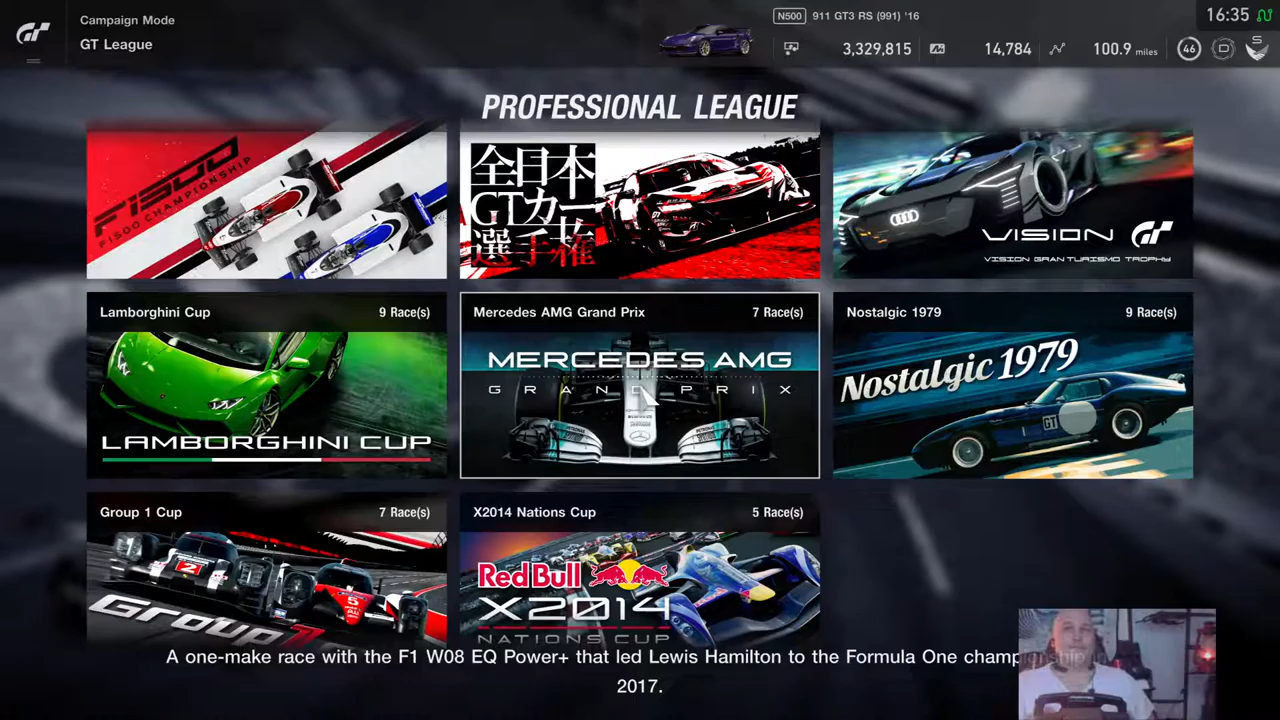 Campaign Mode
GT League
N500 911 GT3 RS (991) '16
16:35
3,329,815
14,784
100.9 miles
46
D
S
PROFESSIONAL LEAGUE
F1500
F1500 CHAMPIONSHIP
全日本
GTカー
選手権
VISION GT
VISION GRAN TURISMO TROPHY
Lamborghini Cup 9 Race(s)
LAMBORGHINI CUP
Mercedes AMG Grand Prix 7 Race(s)
MERCEDES AMG
GRAND PRIX
Nostalgic 1979 9 Race(s)
Nostalgic 1979
GT
Group 1 Cup 7 Race(s)
2
5
Group 1
X2014 Nations Cup 5 Race(s)
Red Bull
X2014
NATIONS CUP
A one-make race with the F1 W08 EQ Power+ that led Lewis Hamilton to the Formula One championship in
2017.